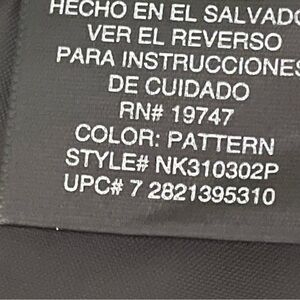 HECHO EN EL SALVADO
VER EL REVERSO
PARA INSTRUCCIONES
DE CUIDADO
RN# 19747
COLOR: PATTERN
STYLE# NK310302P
UPC# 7 2821395310